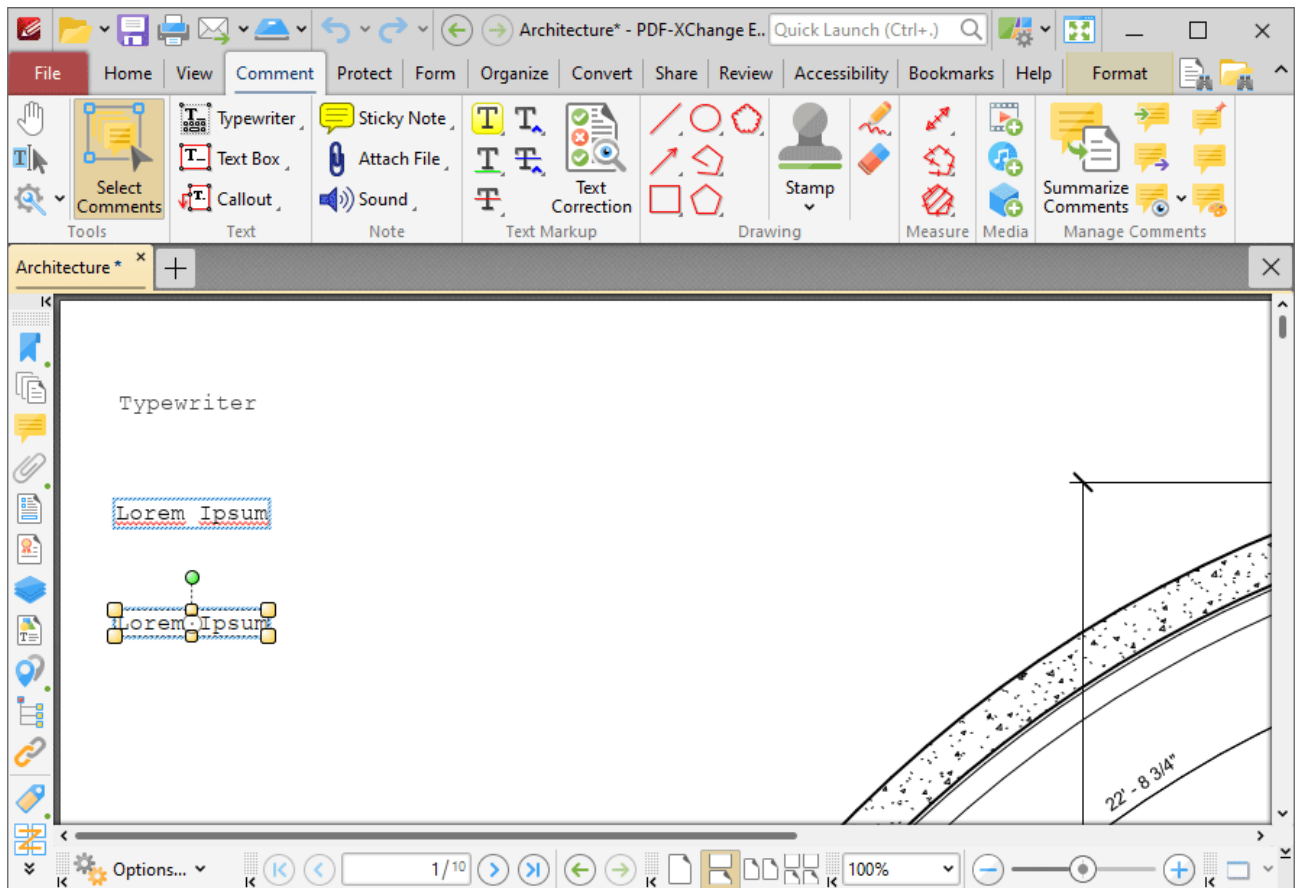 Architecture* - PDF-XChange E.. Quick Launch (Ctrl+.)
File Home View Comment Protect Form Organize Convert Share Review Accessibility Bookmarks Help Format
Typewriter
Text Box
Callout
Sticky Note
Attach File
Sound
Select
Comments
Text
Correction
Stamp
Summarize
Comments
Tools Text Note Text Markup Drawing Measure Media Manage Comments
Architecture *
Typewriter
Lorem Ipsum
Lorem Ipsum
22' - 8 3/4"
Options... 1/10 100%